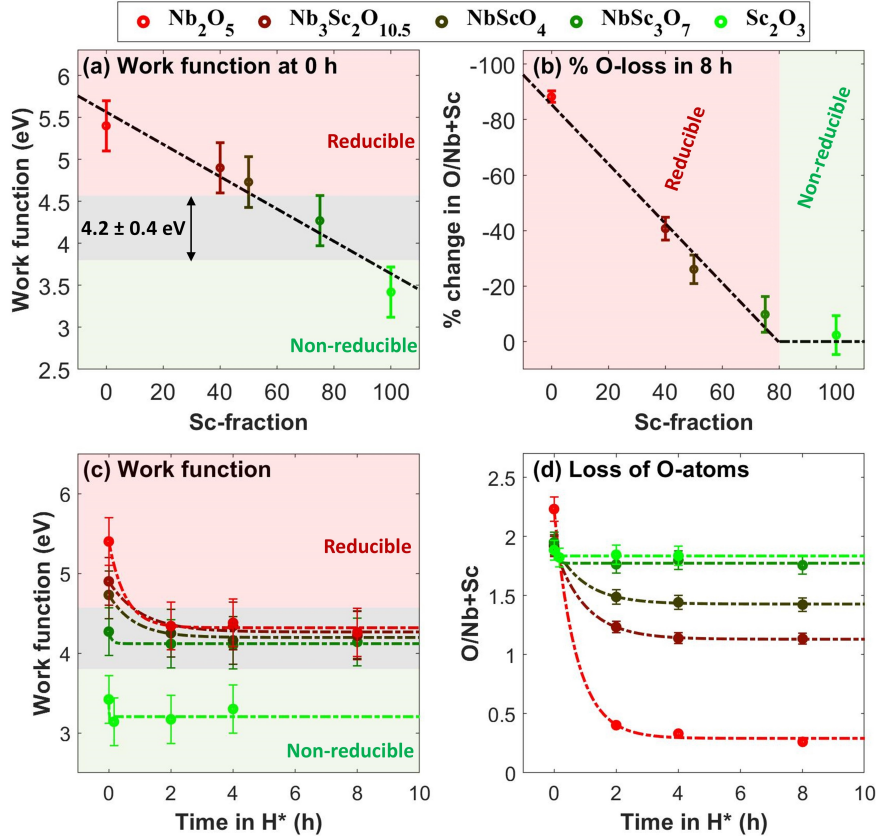 Nb2O5 Nb3Sc2O10.5 NbScO4 NbSc3O7 Sc2O3
(a) Work function at 0 h
Work function (eV)
6
5.5
5
4.5
4
3.5
3
2.5
Reducible
4.2 ± 0.4 eV
Non-reducible
0 20 40 60 80 100
Sc-fraction
(b) % O-loss in 8 h
% change in O/Nb+Sc
-100
-80
-60
-40
-20
0
Reducible
Non-reducible
0 20 40 60 80 100
Sc-fraction
(c) Work function
Work function (eV)
6
5
4
3
Reducible
Non-reducible
0 2 4 6 8 10
Time in H* (h)
(d) Loss of O-atoms
O/Nb+Sc
2.5
2
1.5
1
0.5
0
0 2 4 6 8 10
Time in H* (h)